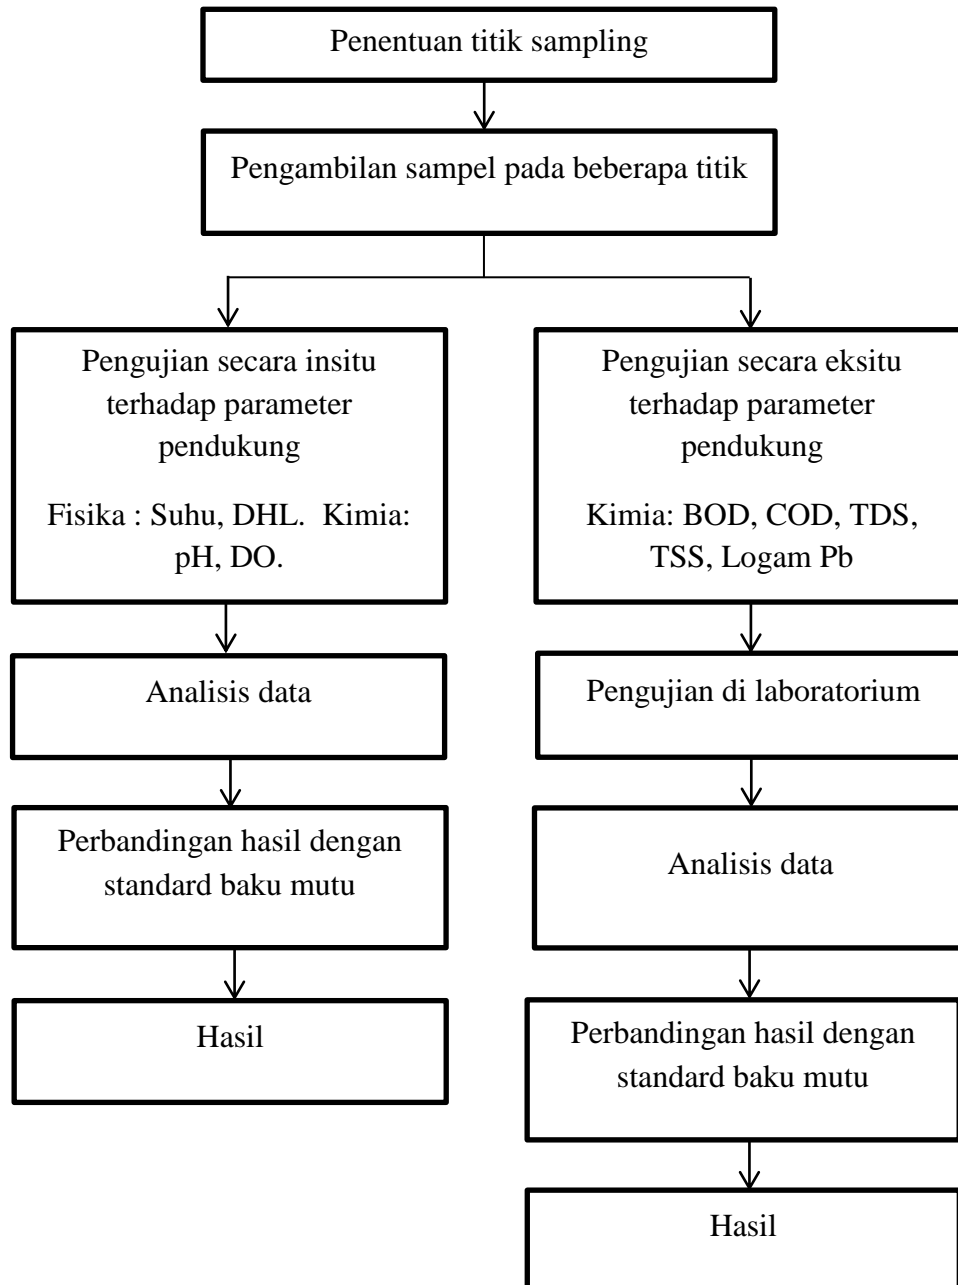 Penentuan titik sampling
Pengambilan sampel pada beberapa titik
Pengujian secara insitu
terhadap parameter
pendukung
Fisika : Suhu, DHL.  Kimia:
pH, DO.
Analisis data
Perbandingan hasil dengan
standard baku mutu
Hasil
Pengujian secara eksitu
terhadap parameter
pendukung
Kimia: BOD, COD, TDS,
TSS, Logam Pb
Pengujian di laboratorium
Analisis data
Perbandingan hasil dengan
standard baku mutu
Hasil